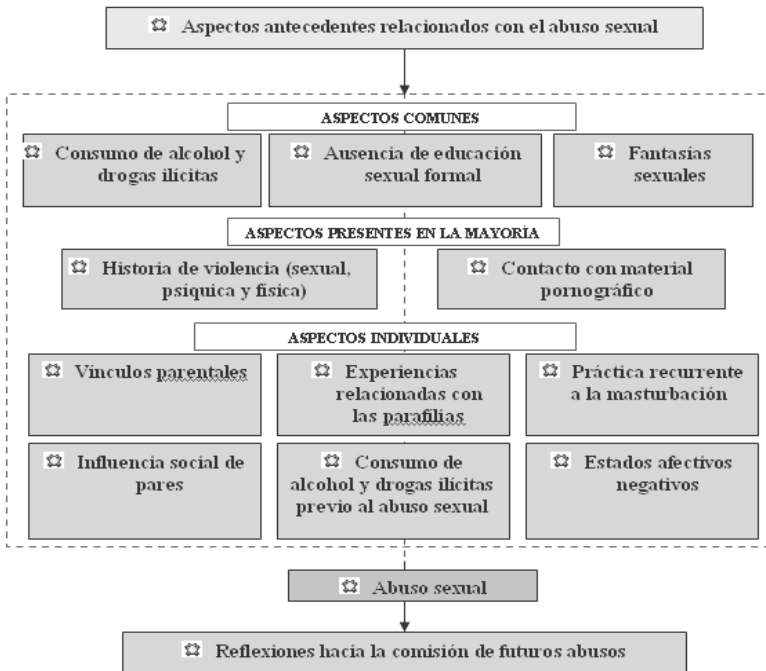 Aspectos antecedentes relacionados con el abuso sexual
ASPECTOS COMUNES
Consumo de alcohol y
drogas ilícitas
Ausencia de educación
sexual formal
Fantasías
sexuales
ASPECTOS PRESENTES EN LA MAYORÍA
Historia de violencia (sexual,
psíquica y física)
Contacto con material
pornográfico
ASPECTOS INDIVIDUALES
Vínculos parentales
Experiencias
relacionadas con
las parafilias
Práctica recurrente
a la masturbación
Influencia social de
pares
Consumo de
alcohol y drogas ilícitas
previo al abuso sexual
Estados afectivos
negativos
Abuso sexual
Reflexiones hacia la comisión de futuros abusos